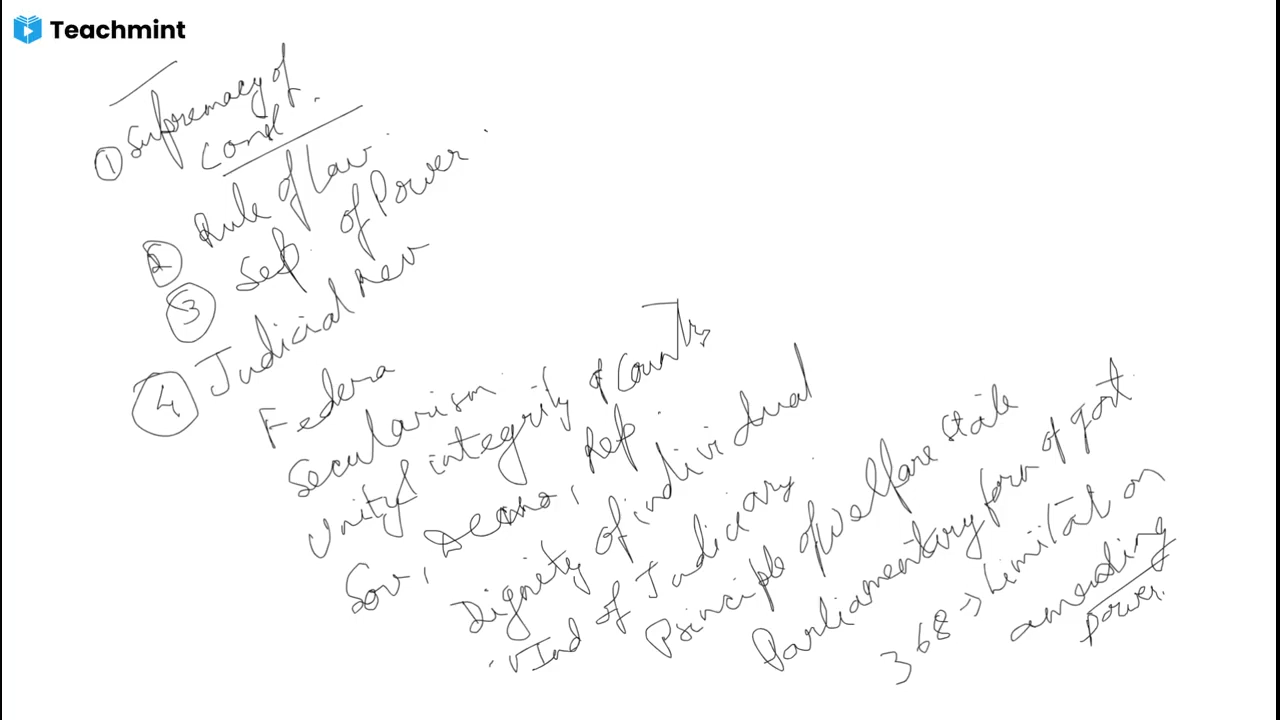 Teachmint
① Supremacy of
Const.
② Rule of Law
③ Sep. of Power
④ Judicial rev
Federa
Secularism
Unity & integrity of Country
Sov, Demo, Rep
Dignity of individual
Ind of Judiciary
Principle of welfare state
Parliamentary form of govt
368 → Limitat on
amending
power.